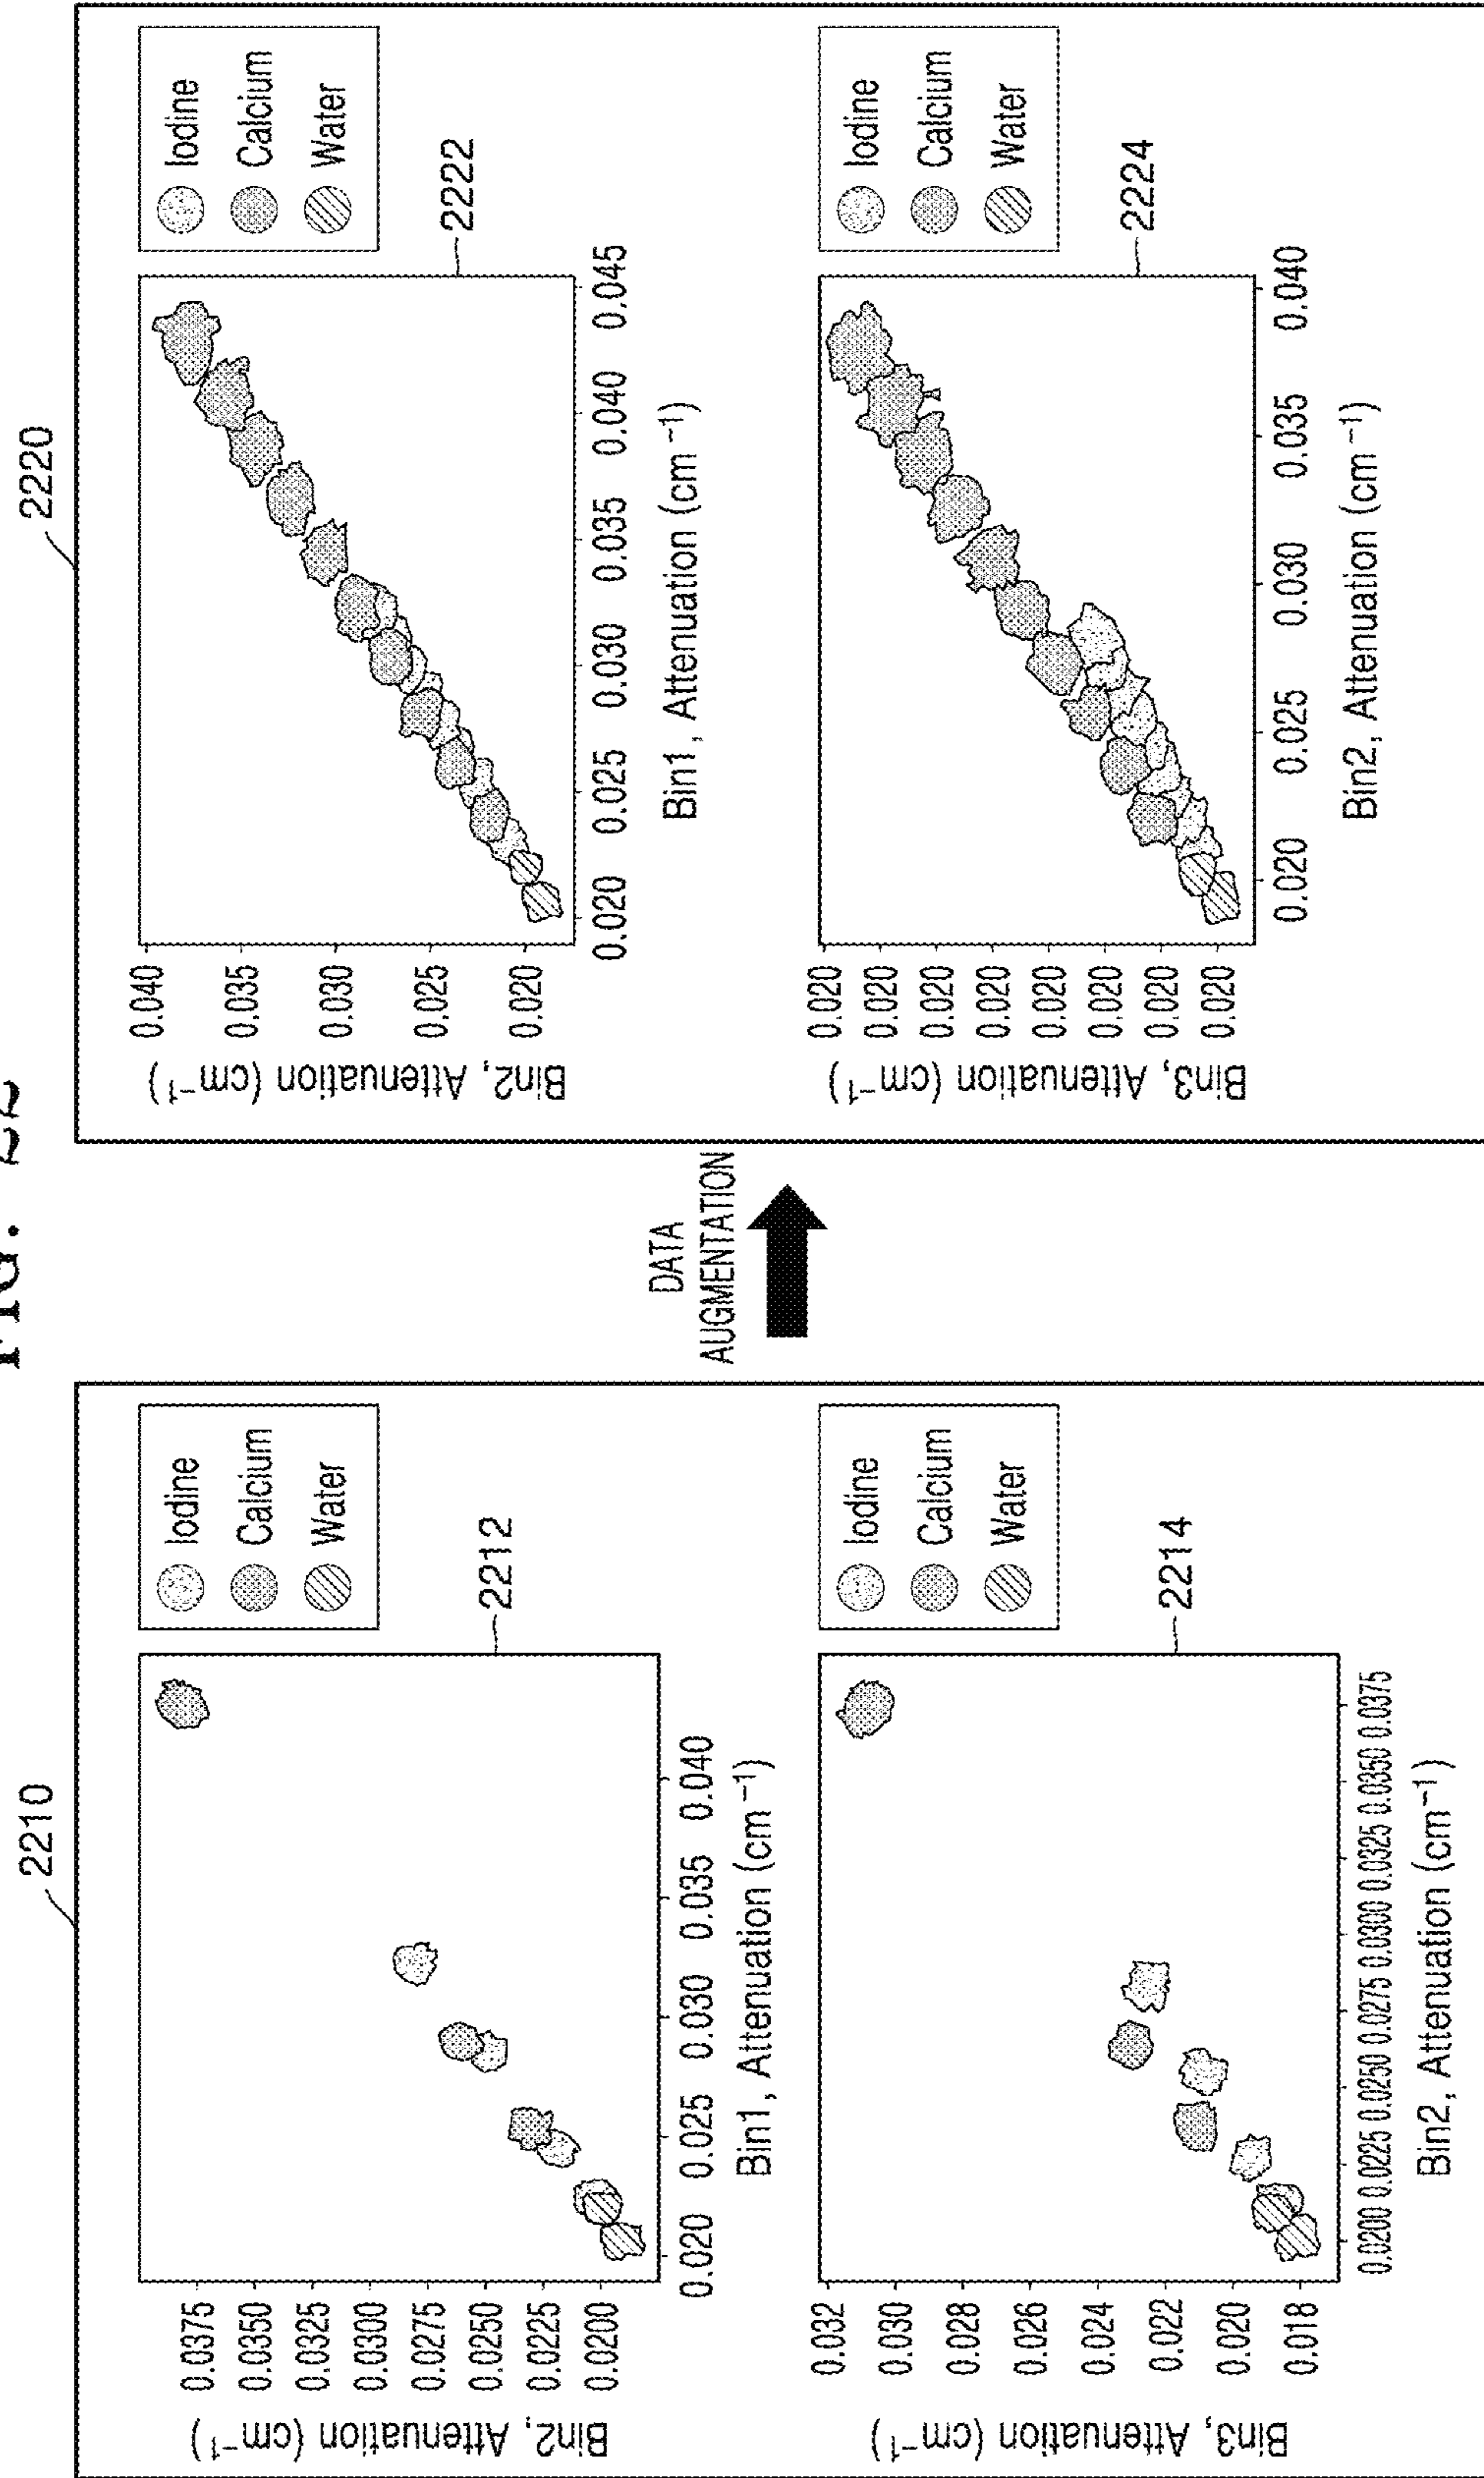 FIG. 22
2210
0.0375
0.0350
0.0325
0.0300
0.0275
0.0250
0.0225
0.0200
Bin2, Attenuation (cm⁻¹)
0.020 0.025 0.030 0.035 0.040
Bin1, Attenuation (cm⁻¹)
Iodine
Calcium
Water
2212
0.032
0.030
0.028
0.026
0.024
0.022
0.020
0.018
Bin3, Attenuation (cm⁻¹)
0.0200 0.0225 0.0250 0.0275 0.0300 0.0325 0.0350 0.0375
Bin2, Attenuation (cm⁻¹)
Iodine
Calcium
Water
2214
DATA
AUGMENTATION
2220
0.040
0.035
0.030
0.025
0.020
Bin2, Attenuation (cm⁻¹)
0.020 0.025 0.030 0.035 0.040 0.045
Bin1, Attenuation (cm⁻¹)
Iodine
Calcium
Water
2222
0.020
0.020
0.020
0.020
0.020
0.020
0.020
0.020
Bin3, Attenuation (cm⁻¹)
0.020 0.025 0.030 0.035 0.040
Bin2, Attenuation (cm⁻¹)
Iodine
Calcium
Water
2224